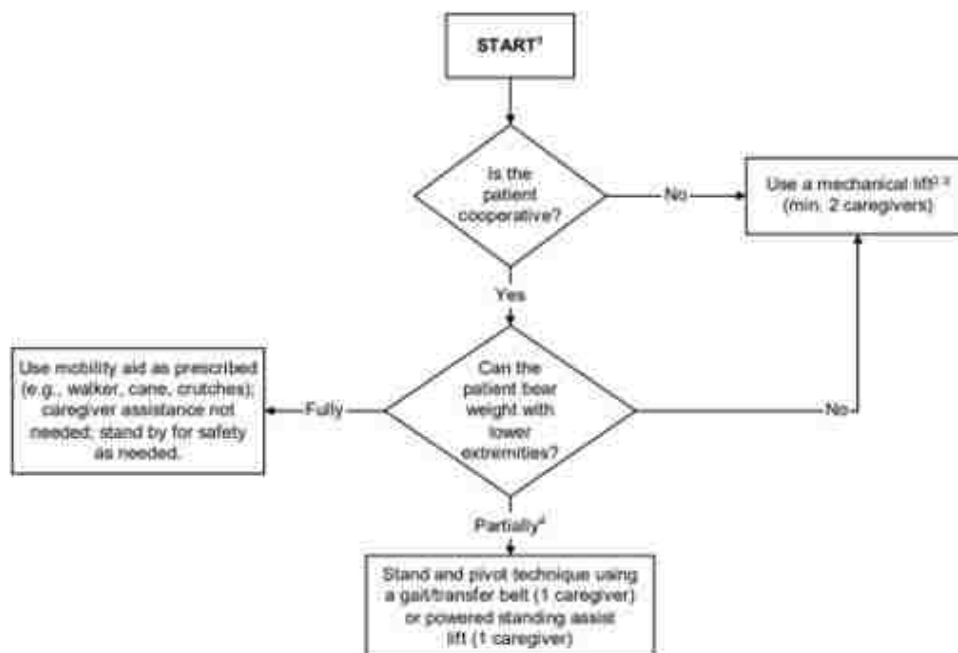 START¹
Is the
patient
cooperative?
No
Use a mechanical lift
(min. 2 caregivers)
Yes
Use mobility aid as prescribed
(e.g., walker, cane, crutches);
caregiver assistance not
needed; stand by for safety
as needed.
Fully
Can the
patient bear
weight with
lower
extremities?
No
Partially
Stand and pivot technique using
a gait/transfer belt (1 caregiver)
or powered standing assist
lift (1 caregiver)